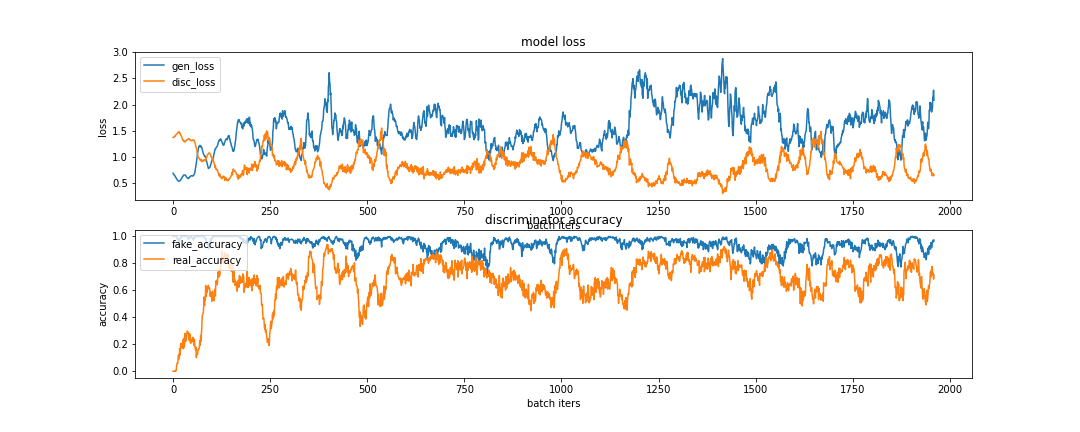 model loss
3.0
2.5
2.0
1.5
1.0
0.5
loss
gen_loss
disc_loss
0 250 500 750 1000 1250 1500 1750 2000
batch iters
discriminator accuracy
1.0
0.8
0.6
0.4
0.2
0.0
accuracy
fake_accuracy
real_accuracy
0 250 500 750 1000 1250 1500 1750 2000
batch iters